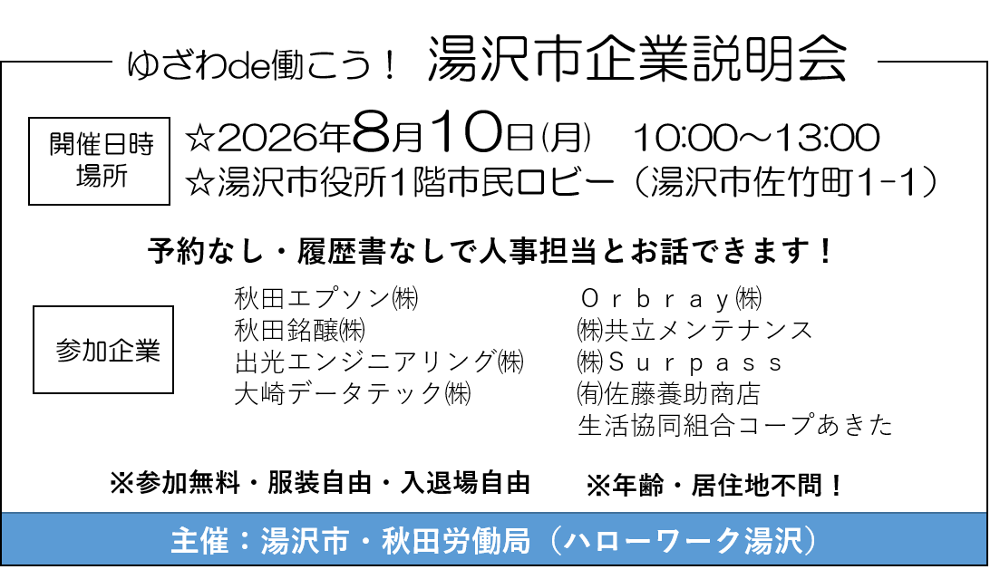 ゆざわde働こう！ 湯沢市企業説明会
開催日時
場所
☆2026年8月10日(月)　10:00～13:00
☆湯沢市役所1階市民ロビー（湯沢市佐竹町1-1）
予約なし・履歴書なしで人事担当とお話できます！
参加企業
秋田エプソン㈱
秋田銘醸㈱
出光エンジニアリング㈱
大崎データテック㈱
Ｏｒｂｒａｙ㈱
㈱共立メンテナンス
㈱Ｓｕｒｐａｓｓ
㈲佐藤養助商店
生活協同組合コープあきた
※参加無料・服装自由・入退場自由
※年齢・居住地不問！
主催：湯沢市・秋田労働局（ハローワーク湯沢）